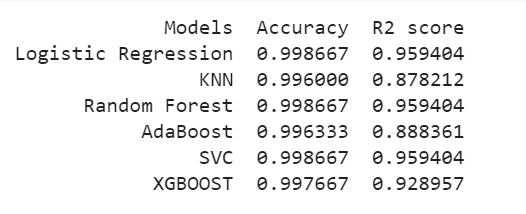 Models Accuracy R2 score
Logistic Regression 0.998667 0.959404
KNN 0.996000 0.878212
Random Forest 0.998667 0.959404
AdaBoost 0.996333 0.888361
SVC 0.998667 0.959404
XGBOOST 0.997667 0.928957